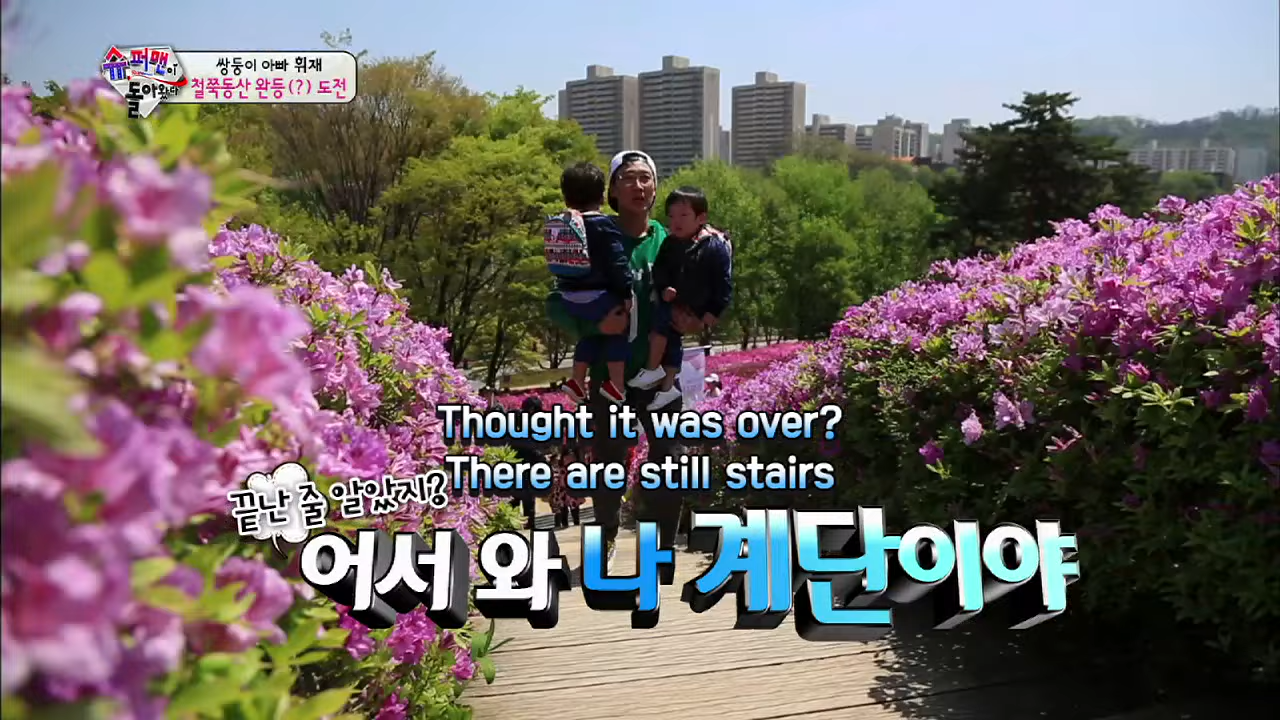 슈퍼맨이
돌아왔다
쌍둥이 아빠 휘재
철쭉동산 완등(?) 도전
Thought it was over?
There are still stairs
끝난 줄 알았지?
어서 와 나 계단이야